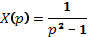 X(p) = 1 / (p² − 1)